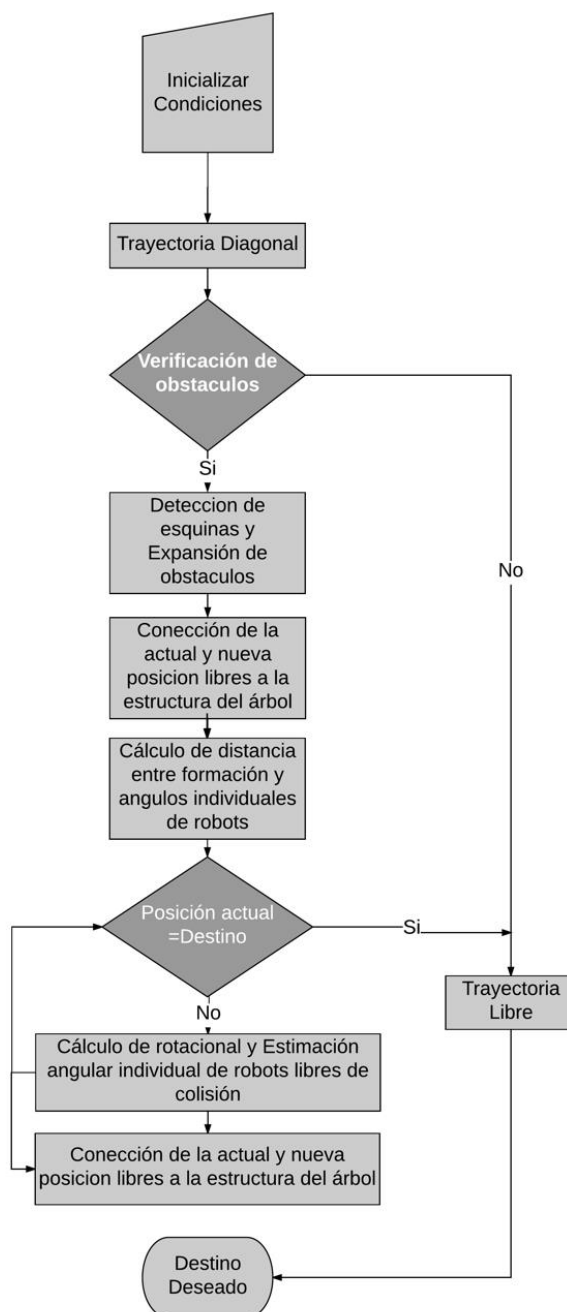 Inicializar
Condiciones
Trayectoria Diagonal
Verificación de
obstaculos
Si
Deteccion de
esquinas y
Expansión de
obstaculos
No
Conección de la
actual y nueva
posicion libres a la
estructura del árbol
Cálculo de distancia
entre formación y
angulos individuales
de robots
Posición actual
=Destino
Si
No
Trayectoria
Libre
Cálculo de rotacional y Estimación
angular individual de robots libres de
colisión
Conección de la actual y nueva
posicion libres a la estructura del árbol
Destino
Deseado